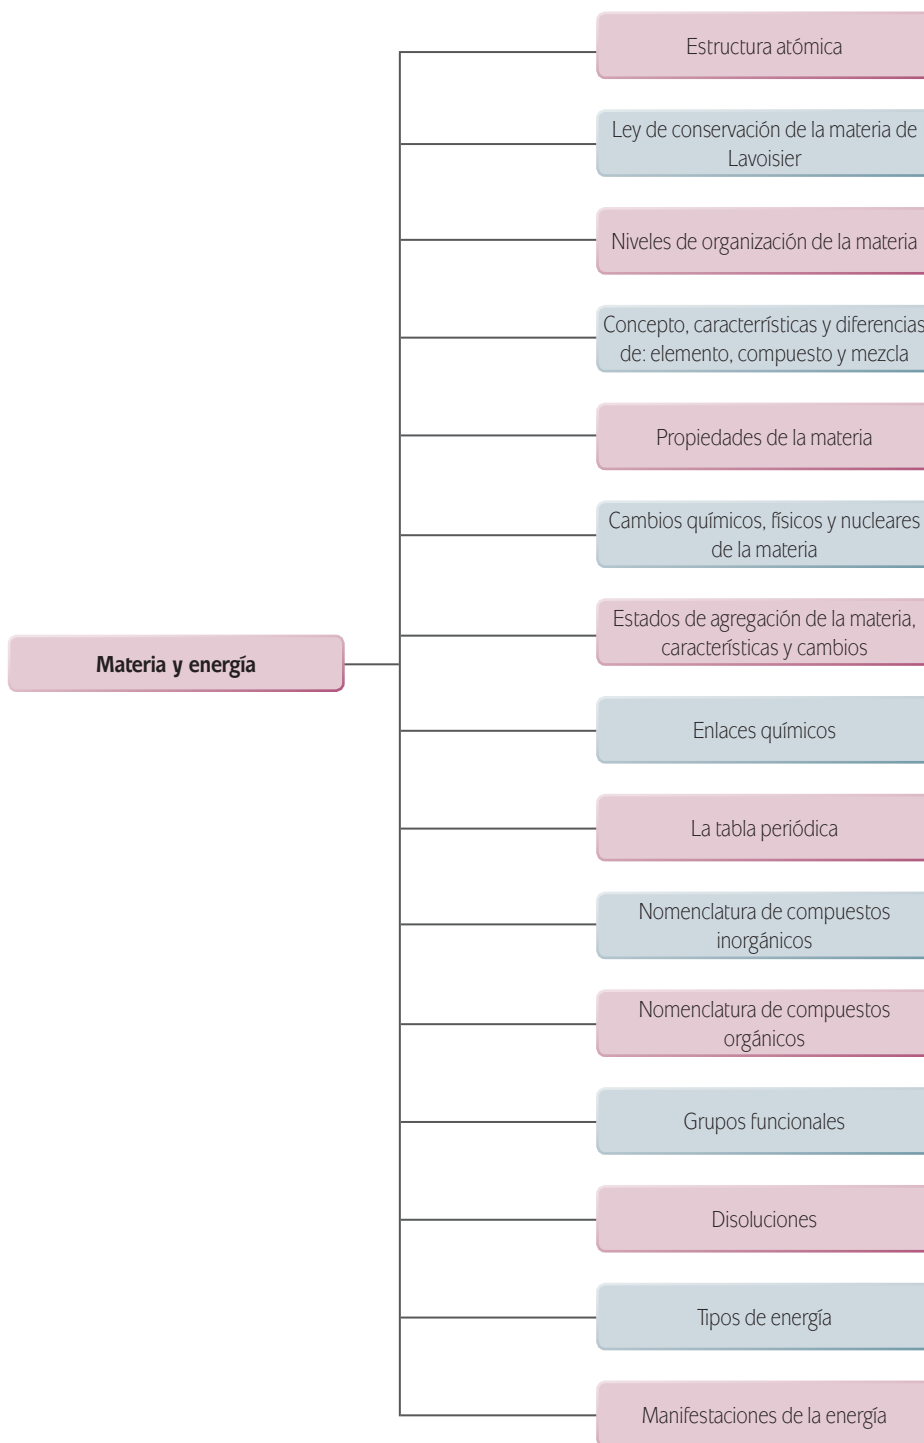 Estructura atómica
Ley de conservación de la materia de
Lavoisier
Niveles de organización de la materia
Concepto, caracterrísticas y diferencias
de: elemento, compuesto y mezcla
Propiedades de la materia
Cambios químicos, físicos y nucleares
de la materia
Estados de agregación de la materia,
características y cambios
Materia y energía
Enlaces químicos
La tabla periódica
Nomenclatura de compuestos
inorgánicos
Nomenclatura de compuestos
orgánicos
Grupos funcionales
Disoluciones
Tipos de energía
Manifestaciones de la energía